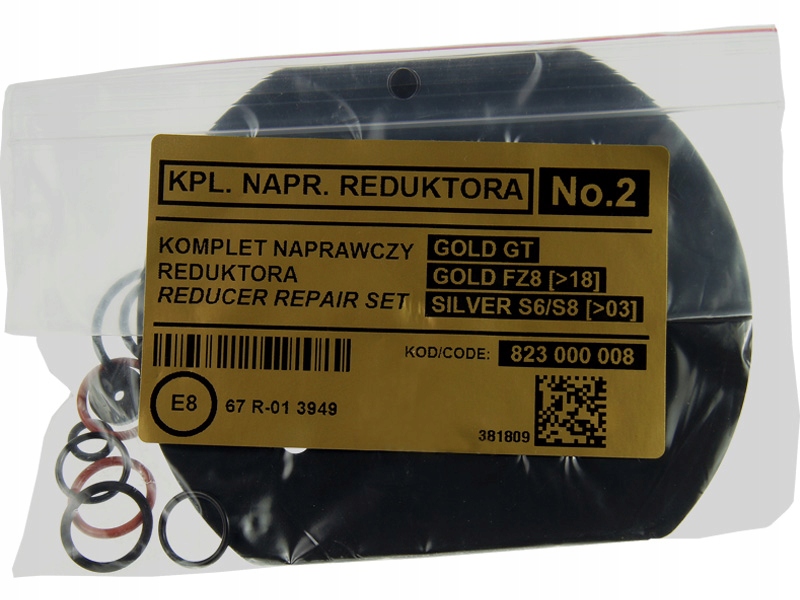 KPL. NAPR. REDUKTORA No.2
KOMPLET NAPRAWCZY GOLD GT
REDUKTORA GOLD FZ8 [>18]
REDUCER REPAIR SET SILVER S6/S8 [>03]
KOD/CODE: 823 000 008
E8 67 R-01 3949
381809